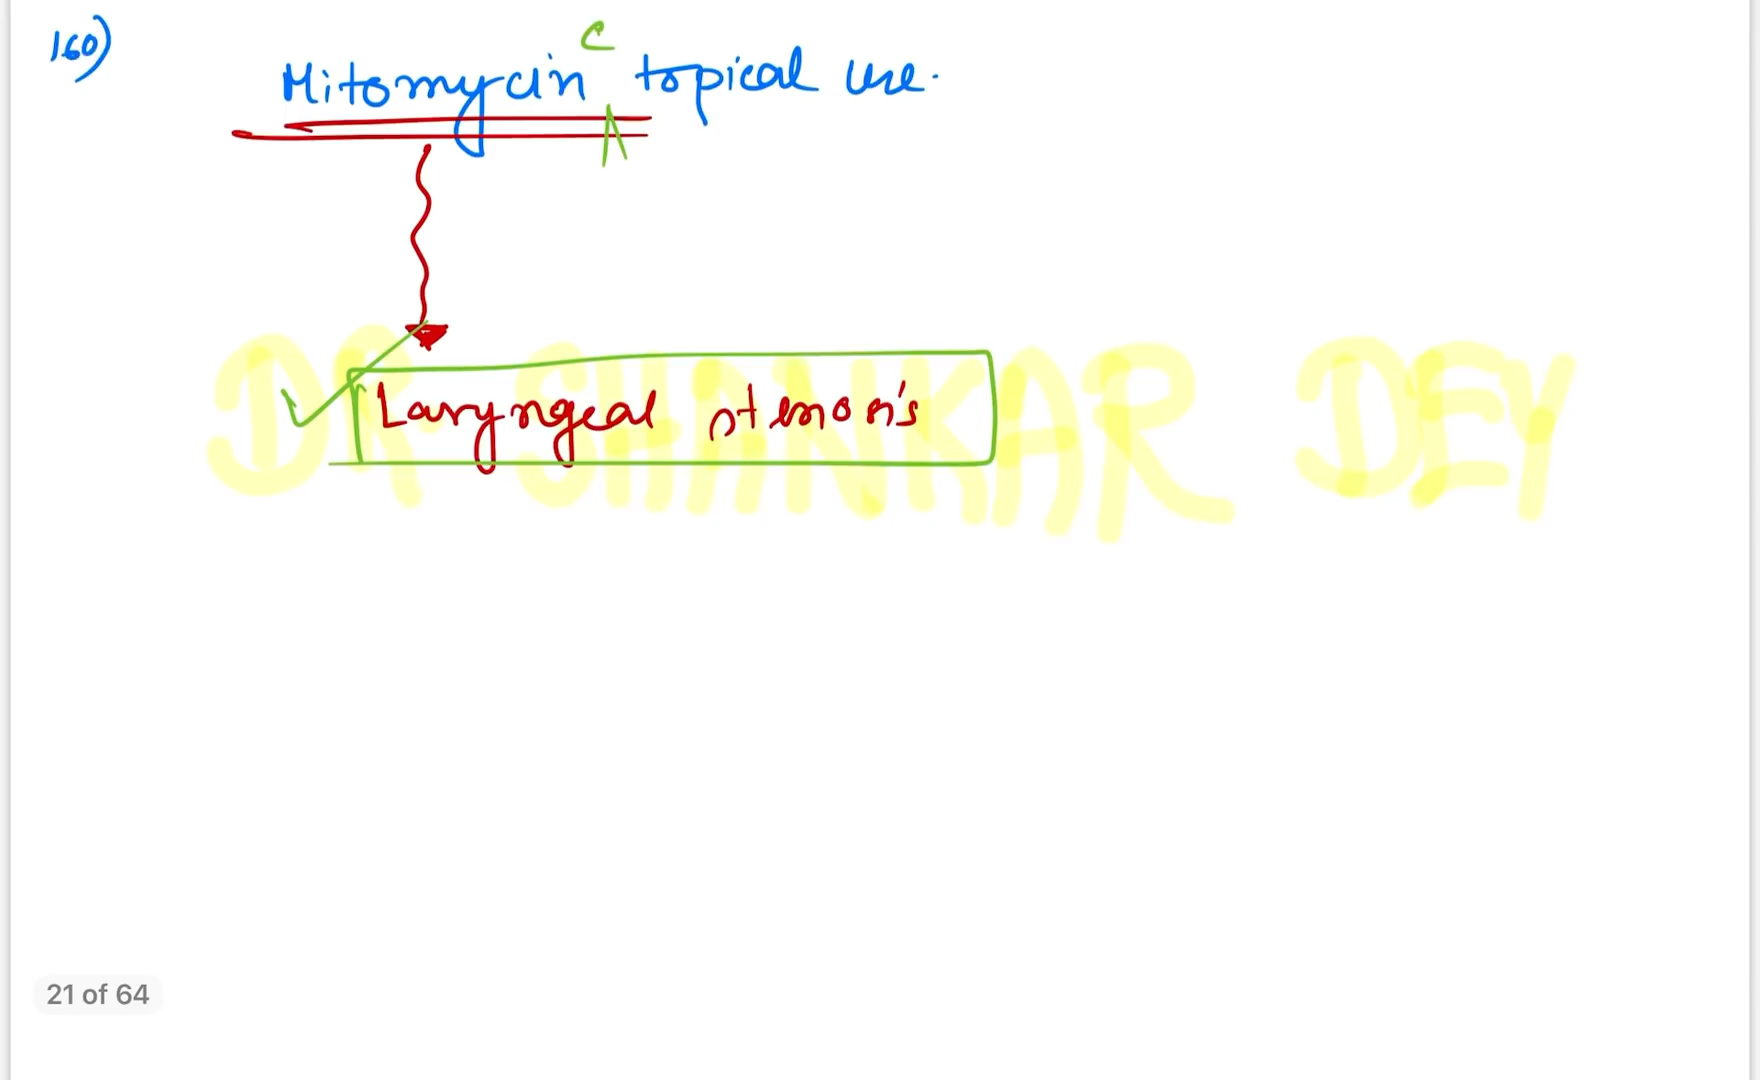 160)
Mitomycin C topical use.
Laryngeal stenosis
DR SHANKAR DEY
21 of 64